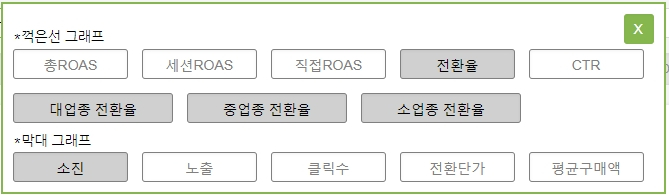 *꺽은선 그래프
X
총ROAS 세션ROAS 직접ROAS 전환율 CTR
대업종 전환율 중업종 전환율 소업종 전환율
*막대 그래프
소진 노출 클릭수 전환단가 평균구매액